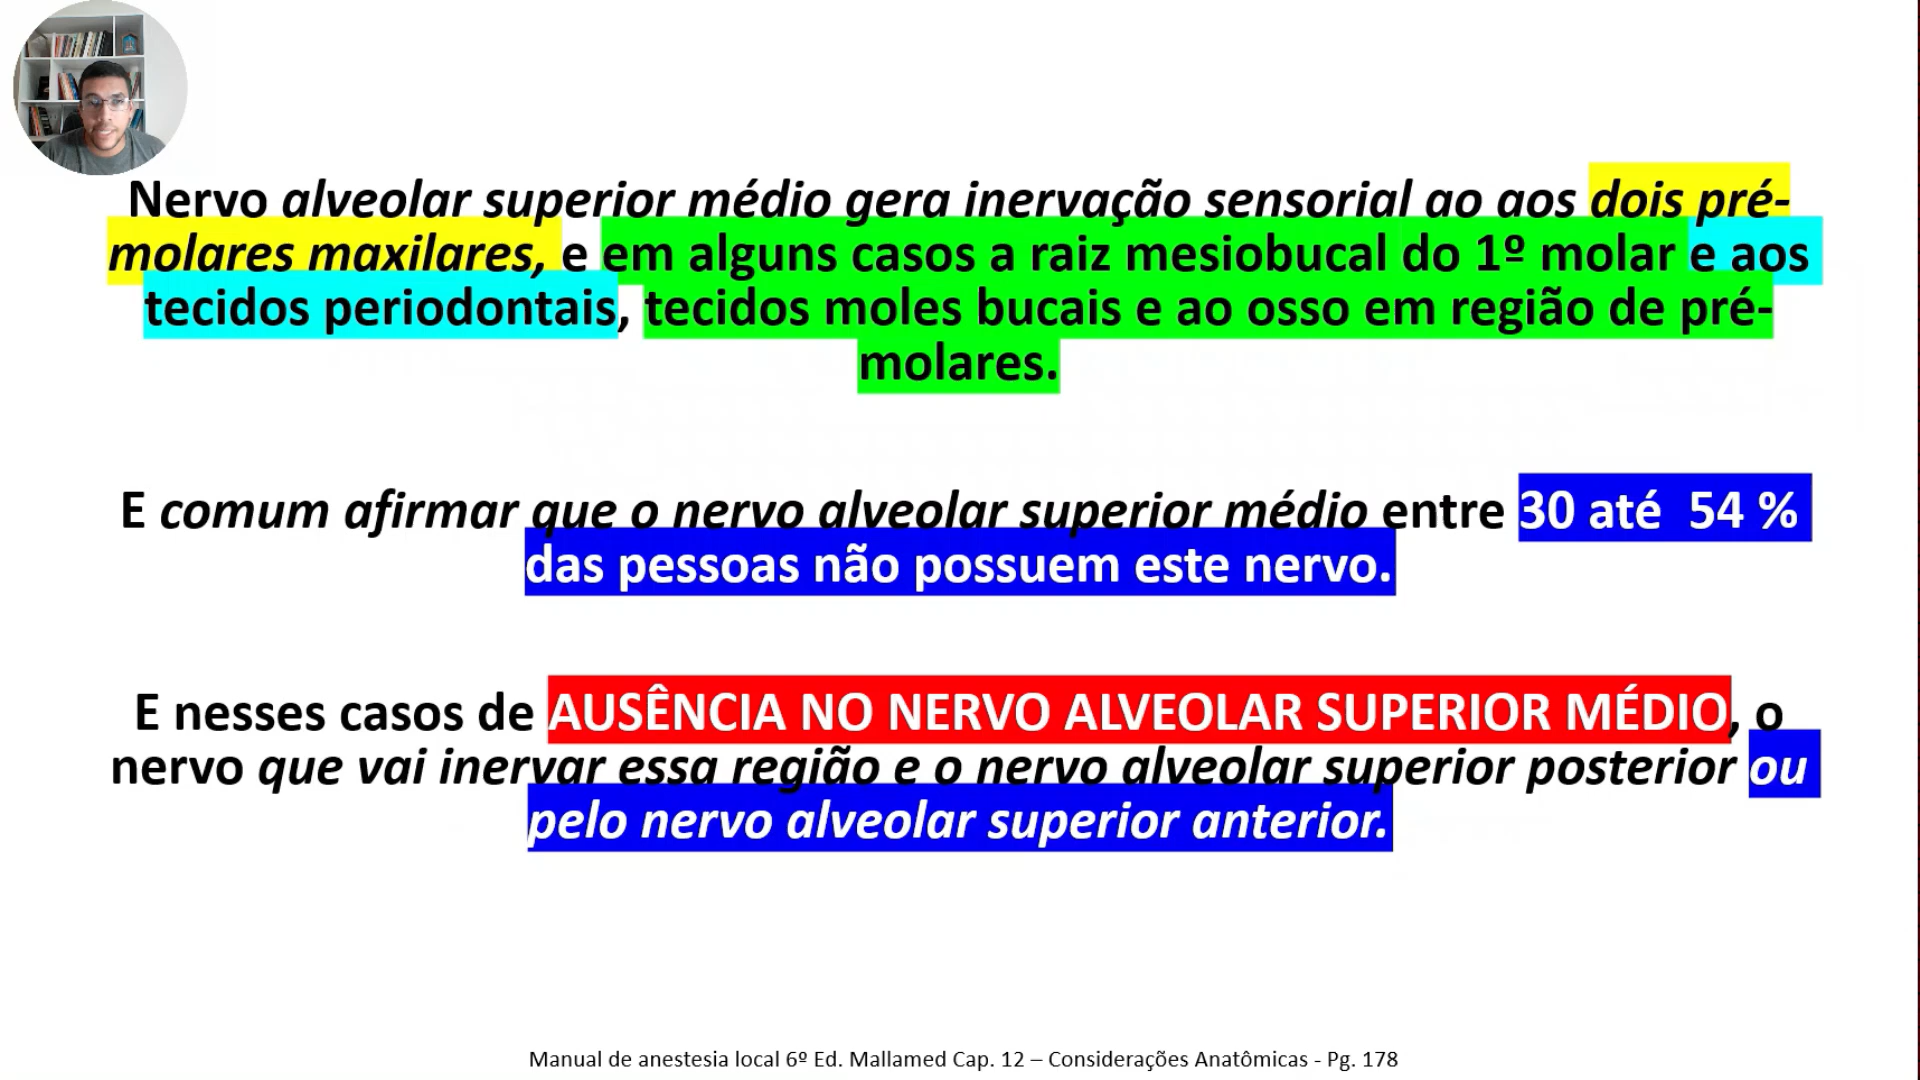 Nervo alveolar superior médio gera inervação sensorial ao aos dois pré-
molares maxilares, e em alguns casos a raiz mesiobucal do 1º molar e aos
tecidos periodontais, tecidos moles bucais e ao osso em região de pré-
molares.
E comum afirmar que o nervo alveolar superior médio entre 30 até  54 %
das pessoas não possuem este nervo.
E nesses casos de AUSÊNCIA NO NERVO ALVEOLAR SUPERIOR MÉDIO, o
nervo que vai inervar essa região e o nervo alveolar superior posterior ou
pelo nervo alveolar superior anterior.
Manual de anestesia local 6º Ed. Mallamed Cap. 12 – Considerações Anatômicas - Pg. 178